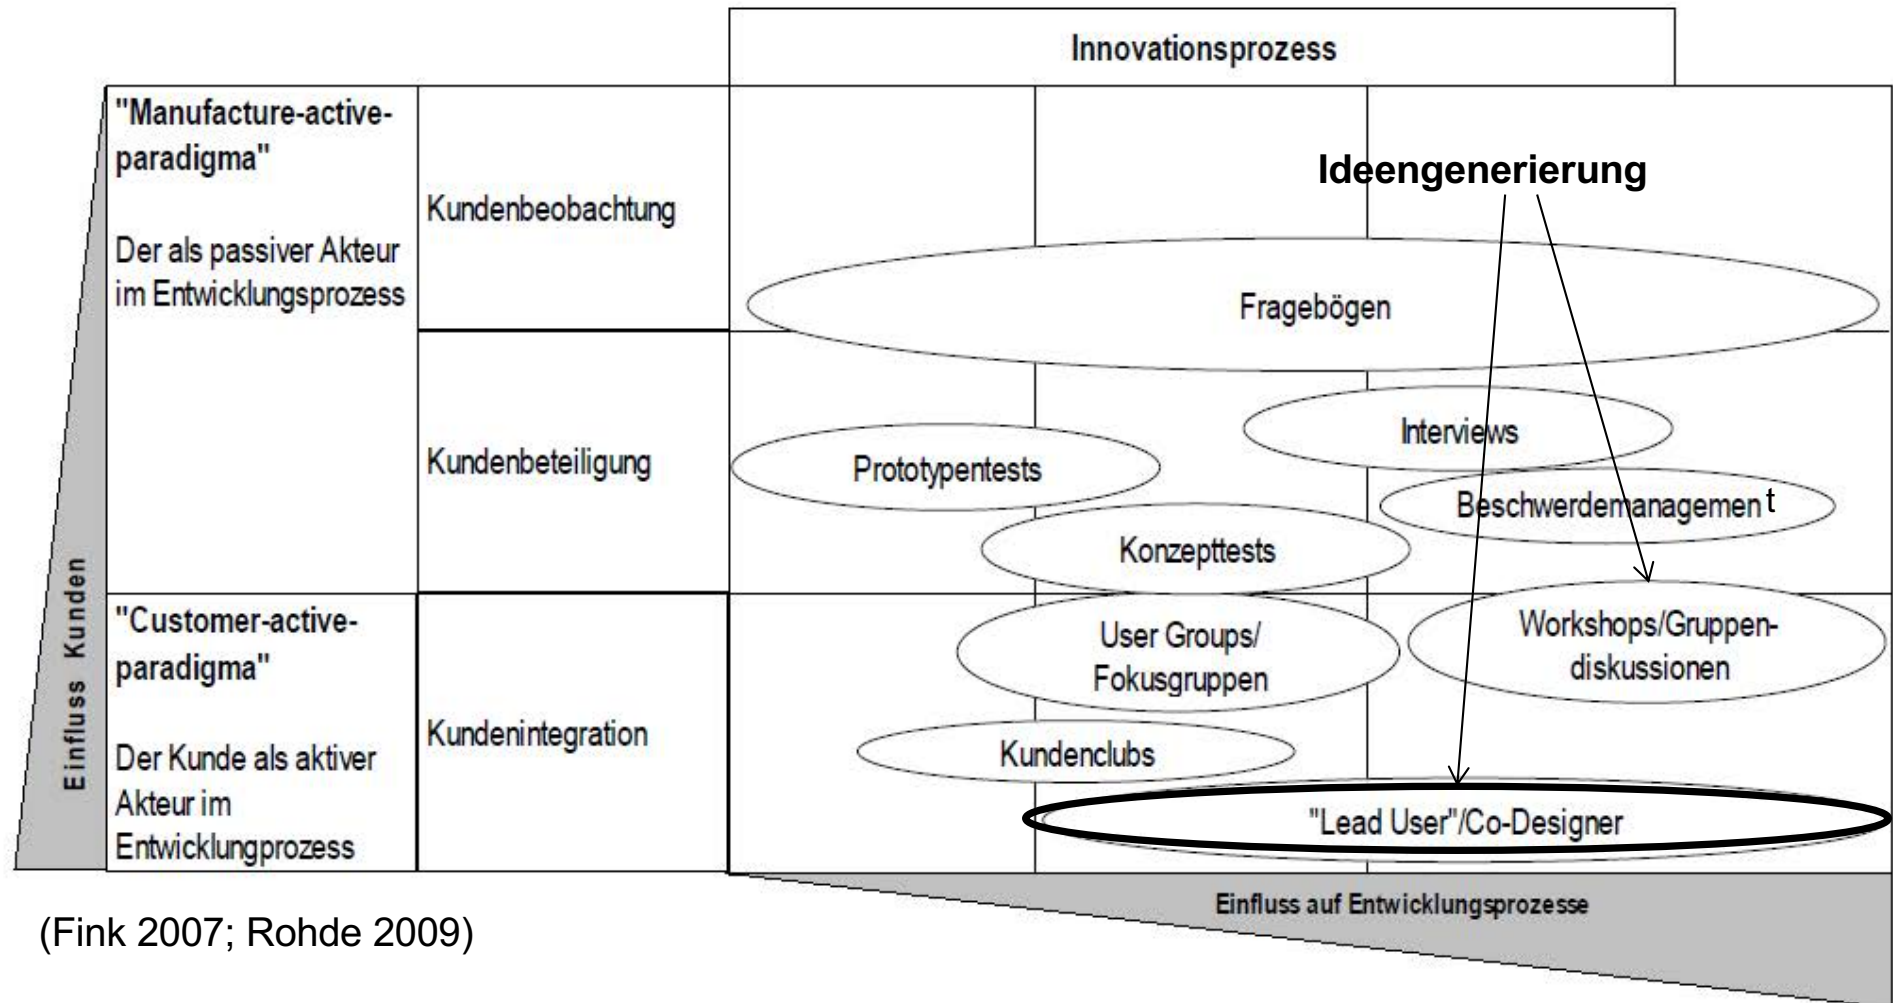 Innovationsprozess
"Manufacture-active-
paradigma"
Der als passiver Akteur
im Entwicklungsprozess
Kundenbeobachtung
Ideengenerierung
Fragebögen
Kundenbeteiligung
Interviews
Prototypentests
Beschwerdemanagement
Konzepttests
Einfluss Kunden
"Customer-active-
paradigma"
Der Kunde als aktiver
Akteur im
Entwicklungprozess
Kundenintegration
User Groups/
Fokusgruppen
Workshops/Gruppen-
diskussionen
Kundenclubs
"Lead User"/Co-Designer
Einfluss auf Entwicklungsprozesse
(Fink 2007; Rohde 2009)